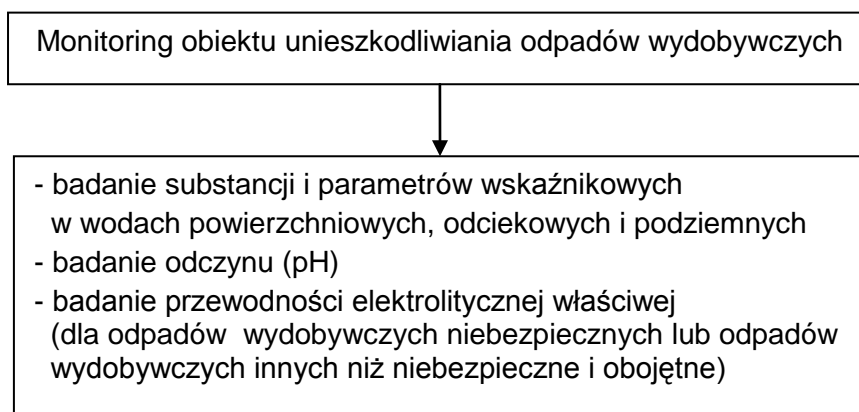 Monitoring obiektu unieszkodliwiania odpadów wydobywczych
- badanie substancji i parametrów wskaźnikowych
w wodach powierzchniowych, odciekowych i podziemnych
- badanie odczynu (pH)
- badanie przewodności elektrolitycznej właściwej
(dla odpadów wydobywczych niebezpiecznych lub odpadów
wydobywczych innych niż niebezpieczne i obojętne)